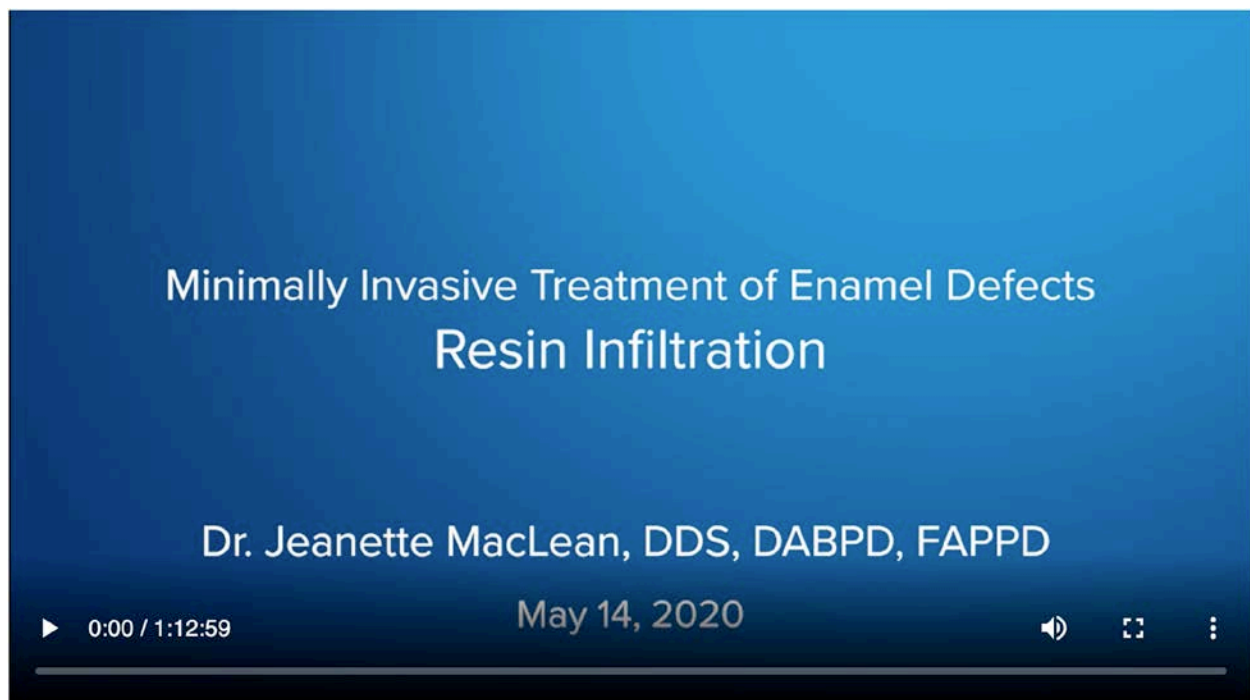 Minimally Invasive Treatment of Enamel Defects
Resin Infiltration
Dr. Jeanette MacLean, DDS, DABPD, FAPPD
May 14, 2020
0:00 / 1:12:59